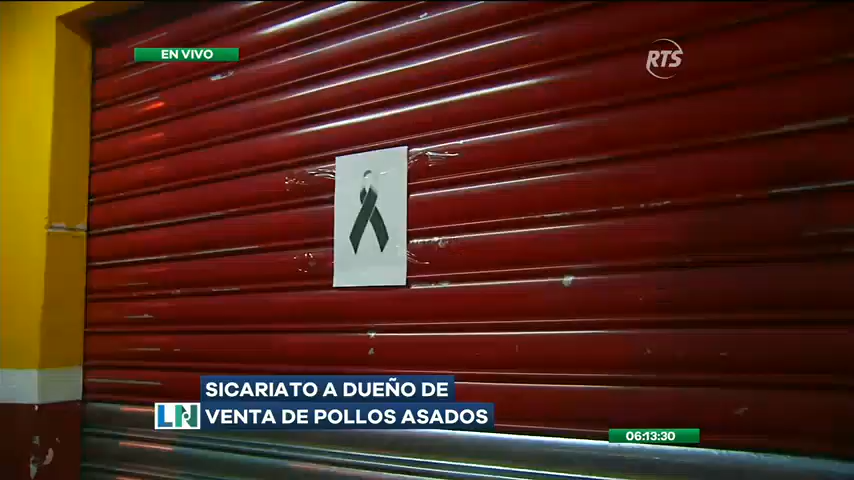 EN VIVO
RTS
SICARIATO A DUEÑO DE
VENTA DE POLLOS ASADOS
LN
06:13:30